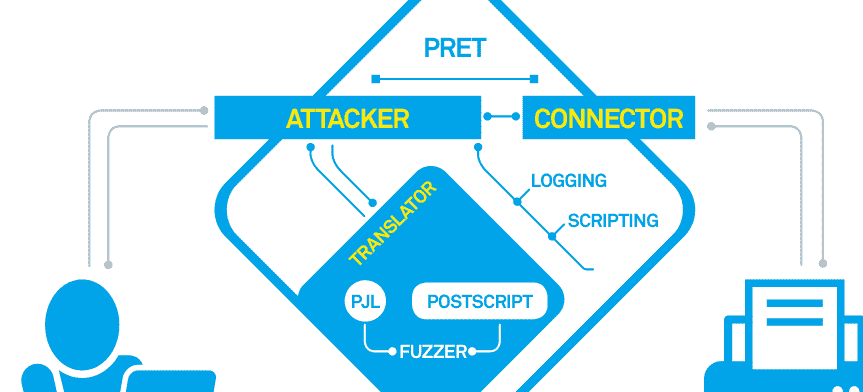 PRET
ATTACKER
CONNECTOR
LOGGING
SCRIPTING
TRANSLATOR
PJL
POSTSCRIPT
FUZZER